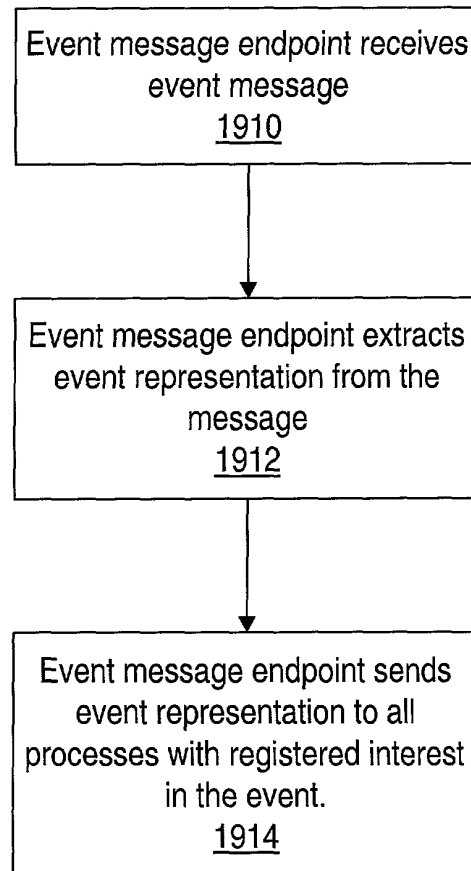 Event message endpoint receives
event message
1910
Event message endpoint extracts
event representation from the
message
1912
Event message endpoint sends
event representation to all
processes with registered interest
in the event.
1914